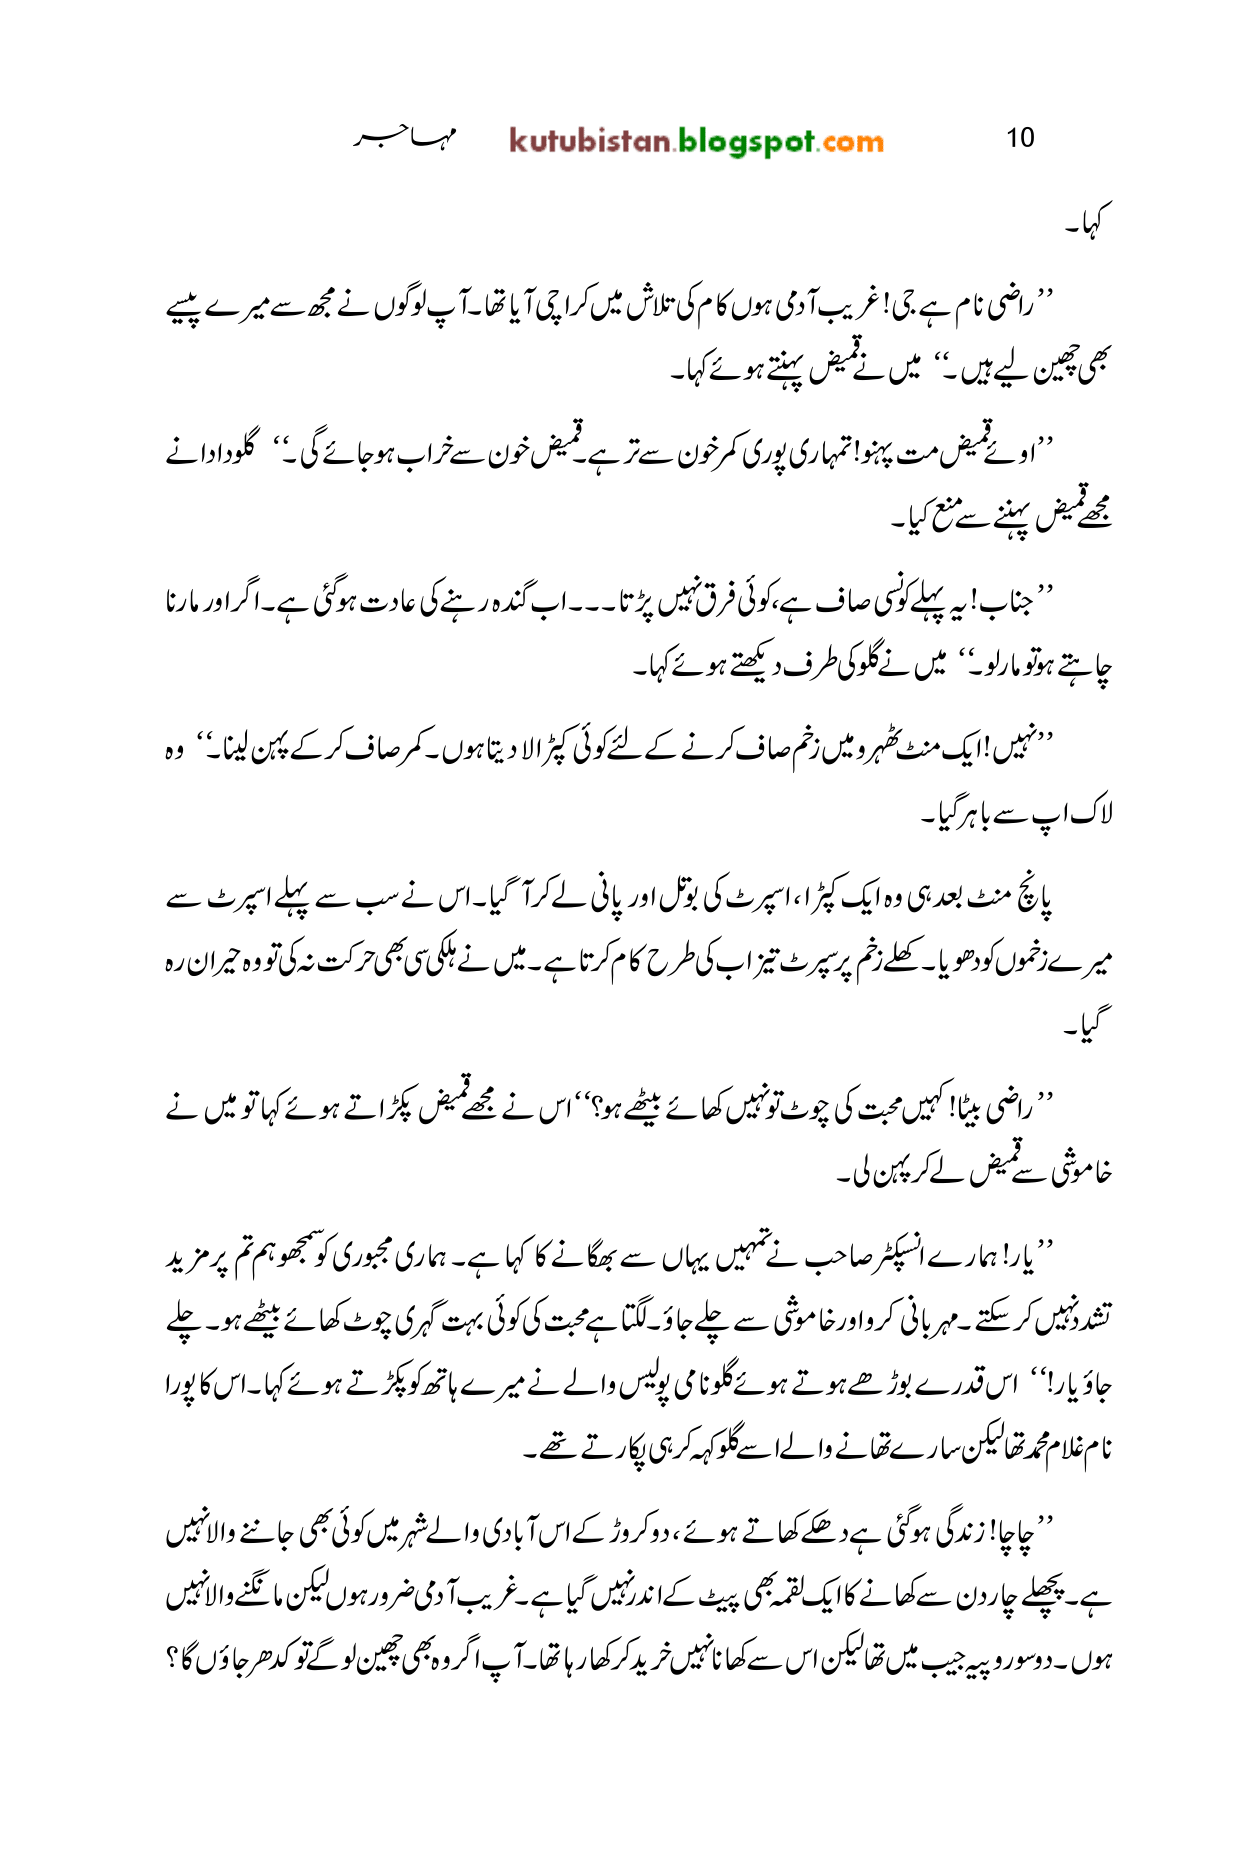 10 kutubistan.blogspot.com مہاجر
کہا۔
’’راضی نام ہے جی! غریب آدمی ہوں کام کی تلاش میں کراچی آیا تھا۔ آپ لوگوں نے مجھ سے میرے پیسے
بھی چھین لیے ہیں۔‘‘ میں نے قمیض پہنتے ہوئے کہا۔
’’اوئے قمیض مت پہنو! تمہاری پوری کمر خون سے تر ہے۔ قمیض خون سے خراب ہو جائے گی۔‘‘ گلودادا نے
مجھے قمیض پہننے سے منع کیا۔
’’جناب! یہ پہلے کونسی صاف ہے، کوئی فرق نہیں پڑتا۔۔۔ اب گندہ رہنے کی عادت ہوگئی ہے۔ اگر اور مارنا
چاہتے ہو تو مارلو۔‘‘ میں نے گلو کی طرف دیکھتے ہوئے کہا۔
’’نہیں! ایک منٹ ٹھہرو میں زخم صاف کرنے کے لئے کوئی کپڑا لا دیتا ہوں۔ کمر صاف کر کے پہن لینا۔‘‘ وہ
لاک اپ سے باہر گیا۔
پانچ منٹ بعد ہی وہ ایک کپڑا، اسپرٹ کی بوتل اور پانی لے کر آ گیا۔ اس نے سب سے پہلے اسپرٹ سے
میرے زخموں کو دھویا۔ کھلے زخم پر سپرٹ تیزاب کی طرح کام کرتا ہے۔ میں نے ہلکی سی بھی حرکت نہ کی تو وہ حیران رہ
گیا۔
’’راضی بیٹا! کہیں محبت کی چوٹ تو نہیں کھائے بیٹھے ہو؟‘‘ اس نے مجھے قمیض پکڑاتے ہوئے کہا تو میں نے
خاموشی سے قمیض لے کر پہن لی۔
’’یار! ہمارے انسپکٹر صاحب نے تمہیں یہاں سے بھگانے کا کہا ہے۔ ہماری مجبوری کو سمجھو ہم تم پر مزید
تشدد نہیں کر سکتے۔ مہربانی کرو اور خاموشی سے چلے جاؤ۔ لگتا ہے محبت کی کوئی بہت گہری چوٹ کھائے بیٹھے ہو۔ چلے
جاؤ یار!‘‘ اس قدرے بوڑھے ہوتے ہوئے گلو نامی پولیس والے نے میرے ہاتھ کو پکڑتے ہوئے کہا۔ اس کا پورا
نام غلام محمد تھا لیکن سارے تھانے والے اسے گلو کہہ کر ہی پکارتے تھے۔
’’چاچا! زندگی ہوگئی ہے دھکے کھاتے ہوئے، دو کروڑ کے اس آبادی والے شہر میں کوئی بھی جاننے والا نہیں
ہے۔ پچھلے چار دن سے کھانے کا ایک لقمہ بھی پیٹ کے اندر نہیں گیا ہے۔ غریب آدمی ضرور ہوں لیکن مانگنے والا نہیں
ہوں۔ دو سو روپیہ جیب میں تھا لیکن اس سے کھانا نہیں خرید کر کھا رہا تھا۔ آپ اگر وہ بھی چھین لو گے تو کدھر جاؤں گا؟